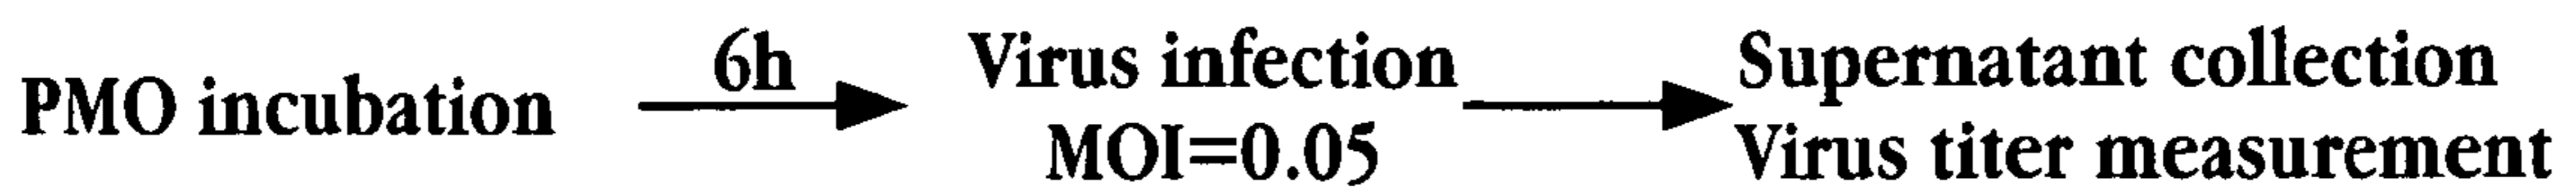 PMO incubation
6h
Virus infection
MOI=0.05
Supernatant collection
Virus titer measurement